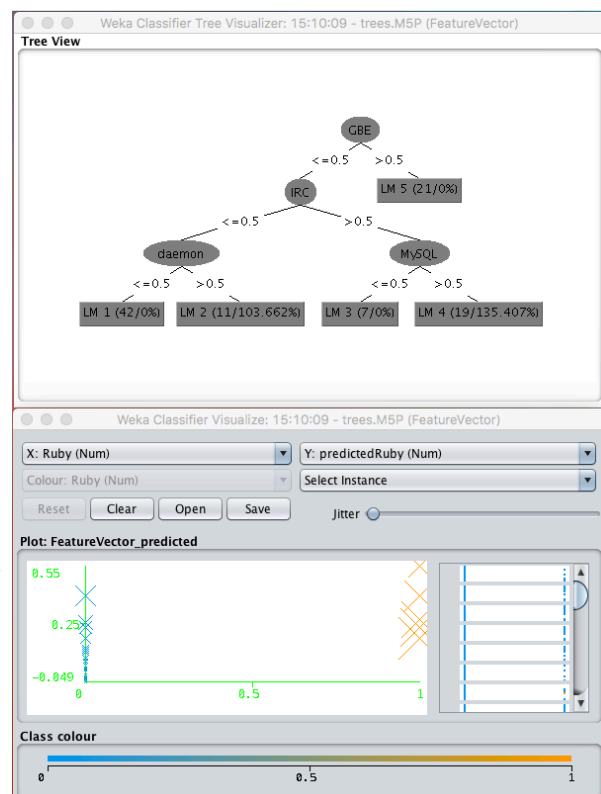 Weka Classifier Tree Visualizer: 15:10:09 - trees.M5P (FeatureVector)
Tree View
GBE
<=0.5 >0.5
IRC LM 5 (21/0%)
<=0.5 >0.5
daemon MySQL
<=0.5 >0.5 <=0.5 >0.5
LM 1 (42/0%) LM 2 (11/103.662%) LM 3 (7/0%) LM 4 (19/135.407%)
Weka Classifier Visualize: 15:10:09 - trees.M5P (FeatureVector)
X: Ruby (Num) Y: predictedRuby (Num)
Colour: Ruby (Num) Select Instance
Reset Clear Open Save Jitter
Plot: FeatureVector_predicted
0.55
0.25
-0.049
0 0.5 1
Class colour
0 0.5 1